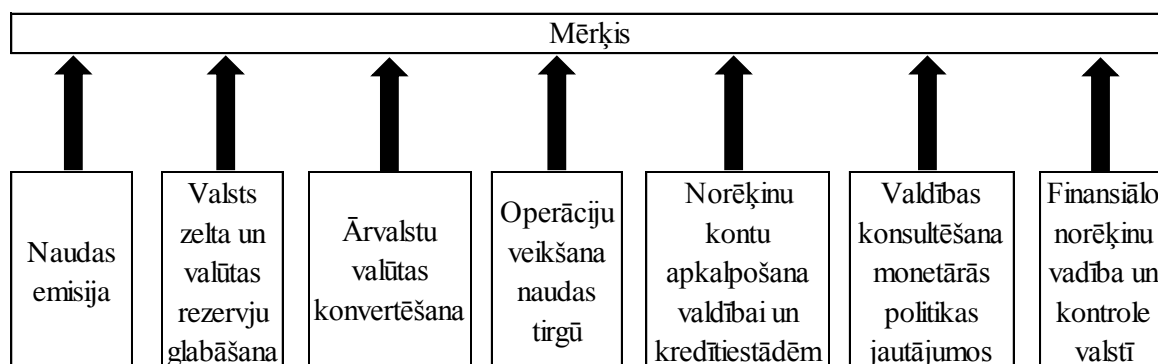 Mērķis
Naudas
emisija
Valsts
zelta un
valūtas
rezervju
glabāšana
Ārvalstu
valūtas
konvertēšana
Operāciju
veikšana
naudas
tirgū
Norēķinu
kontu
apkalpošana
valdībai un
kredītiestādēm
Valdības
konsultēšana
monetārās
politikas
jautājumos
Finansiālo
norēķinu
vadība un
kontrole
valstī